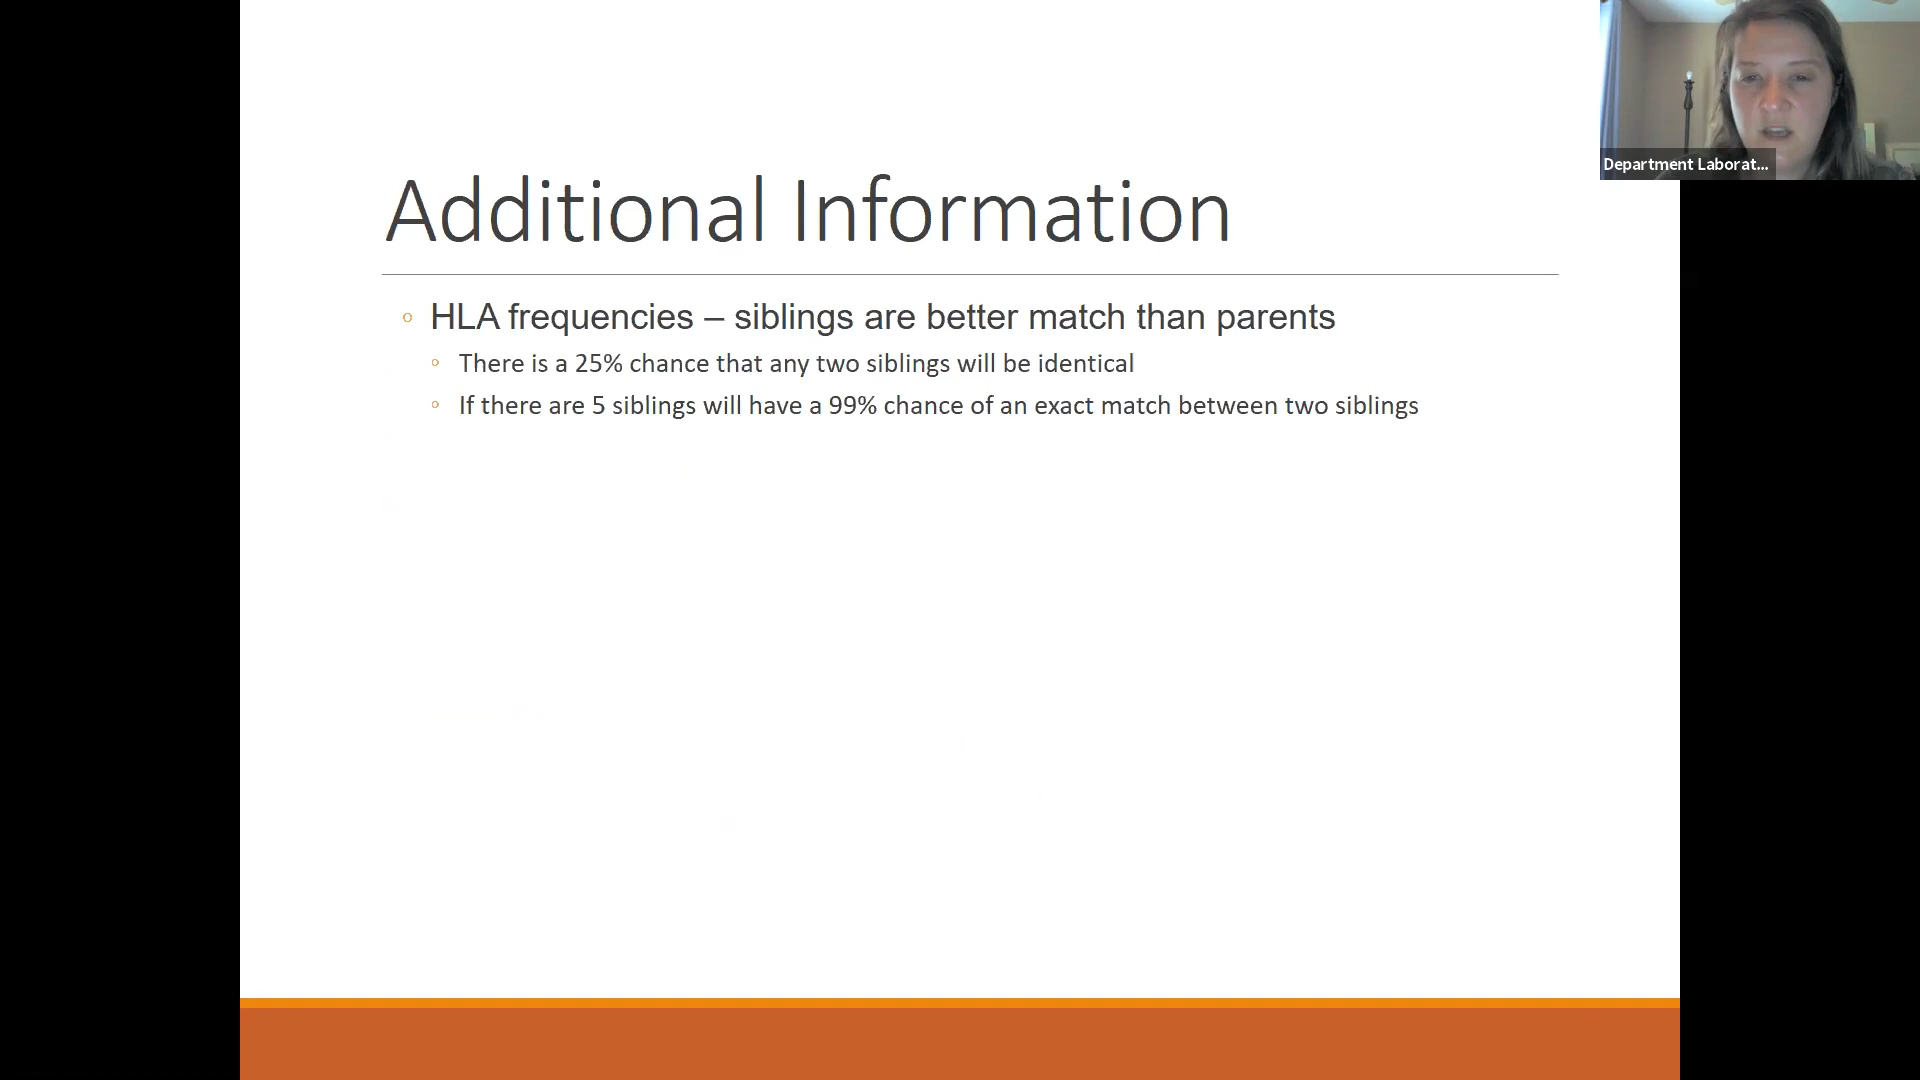 Department Laborat...
Additional Information
HLA frequencies – siblings are better match than parents
There is a 25% chance that any two siblings will be identical
If there are 5 siblings will have a 99% chance of an exact match between two siblings